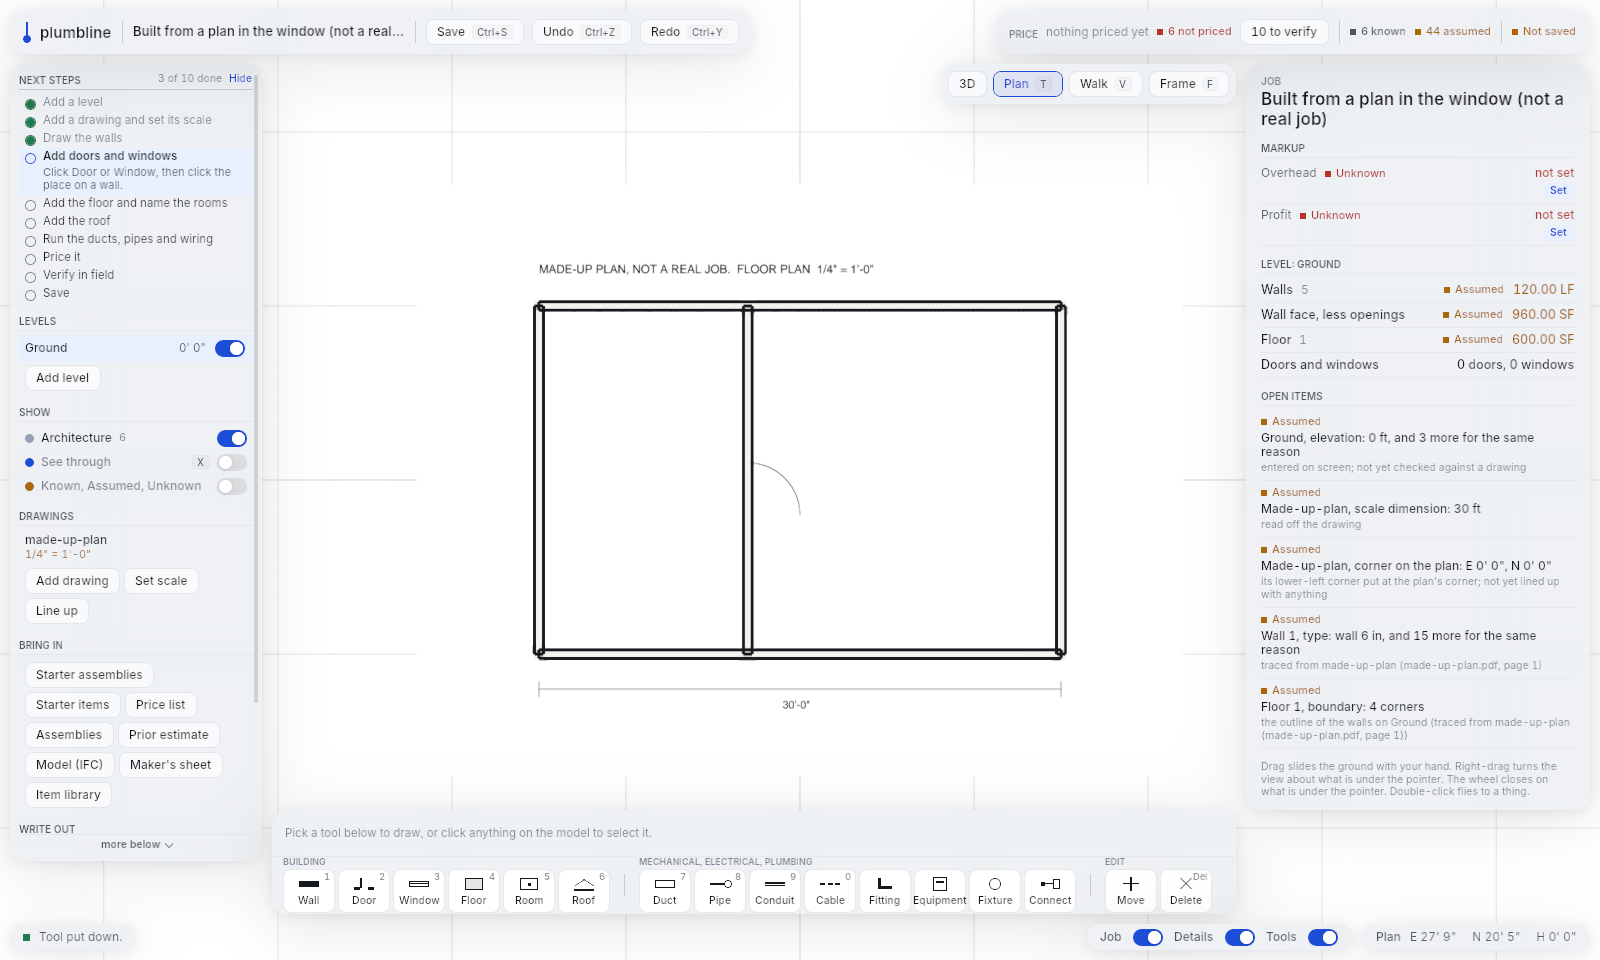 plumbline
Built from a plan in the window (not a real...
Save Ctrl+S
Undo Ctrl+Z
Redo Ctrl+Y
PRICE nothing priced yet 6 not priced 10 to verify 6 known 44 assumed Not saved
3D
Plan T
Walk V
Frame F
NEXT STEPS 3 of 10 done Hide
Add a level
Add a drawing and set its scale
Draw the walls
Add doors and windows
Click Door or Window, then click the
place on a wall.
Add the floor and name the rooms
Add the roof
Run the ducts, pipes and wiring
Price it
Verify in field
Save
LEVELS
Ground 0' 0"
Add level
SHOW
Architecture 6
See through X
Known, Assumed, Unknown
DRAWINGS
made-up-plan
1/4" = 1'-0"
Add drawing Set scale
Line up
BRING IN
Starter assemblies
Starter items Price list
Assemblies Prior estimate
Model (IFC) Maker's sheet
Item library
WRITE OUT
more below
MADE-UP PLAN, NOT A REAL JOB. FLOOR PLAN 1/4" = 1'-0"
30'-0"
JOB
Built from a plan in the window (not a
real job)
MARKUP
Overhead Unknown not set
Set
Profit Unknown not set
Set
LEVEL: GROUND
Walls 5 Assumed 120.00 LF
Wall face, less openings Assumed 960.00 SF
Floor 1 Assumed 600.00 SF
Doors and windows 0 doors, 0 windows
OPEN ITEMS
Assumed
Ground, elevation: 0 ft, and 3 more for the same
reason
entered on screen; not yet checked against a drawing
Assumed
Made-up-plan, scale dimension: 30 ft
read off the drawing
Assumed
Made-up-plan, corner on the plan: E 0' 0", N 0' 0"
its lower-left corner put at the plan's corner; not yet lined up
with anything
Assumed
Wall 1, type: wall 6 in, and 15 more for the same
reason
traced from made-up-plan (made-up-plan.pdf, page 1)
Assumed
Floor 1, boundary: 4 corners
the outline of the walls on Ground (traced from made-up-plan
(made-up-plan.pdf, page 1))
Drag slides the ground with your hand. Right-drag turns the
view about what is under the pointer. The wheel closes on
what is under the pointer. Double-click flies to a thing.
Pick a tool below to draw, or click anything on the model to select it.
BUILDING MECHANICAL, ELECTRICAL, PLUMBING EDIT
1 2 3 4 5 6 7 8 9 0 Del
Wall Door Window Floor Room Roof Duct Pipe Conduit Cable Fitting Equipment Fixture Connect Move Delete
Tool put down.
Job Details Tools
Plan E 27' 9" N 20' 5" H 0' 0"